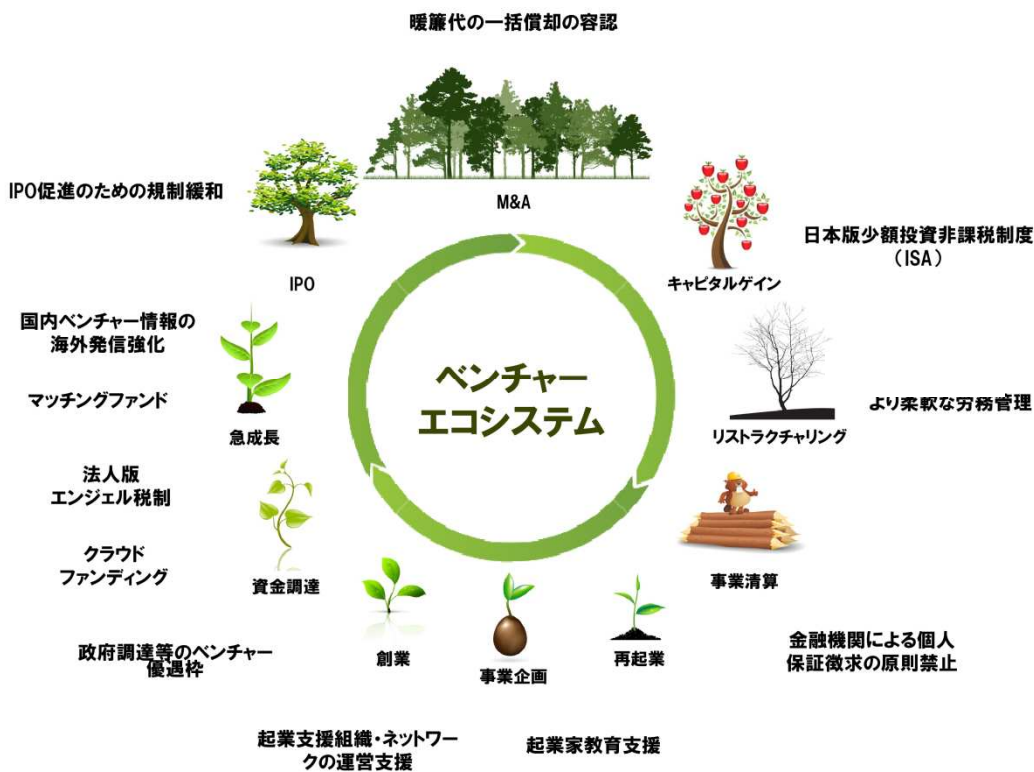 暖簾代の一括償却の容認
M&A
IPO促進のための規制緩和
IPO
キャピタルゲイン
日本版少額投資非課税制度
（ISA）
国内ベンチャー情報の
海外発信強化
マッチングファンド
急成長
ベンチャー
エコシステム
リストラクチャリング
より柔軟な労務管理
法人版
エンジェル税制
クラウド
ファンディング
資金調達
事業清算
政府調達等のベンチャー
優遇枠
創業
事業企画
再起業
金融機関による個人
保証徴求の原則禁止
起業支援組織・ネットワー
クの運営支援
起業家教育支援